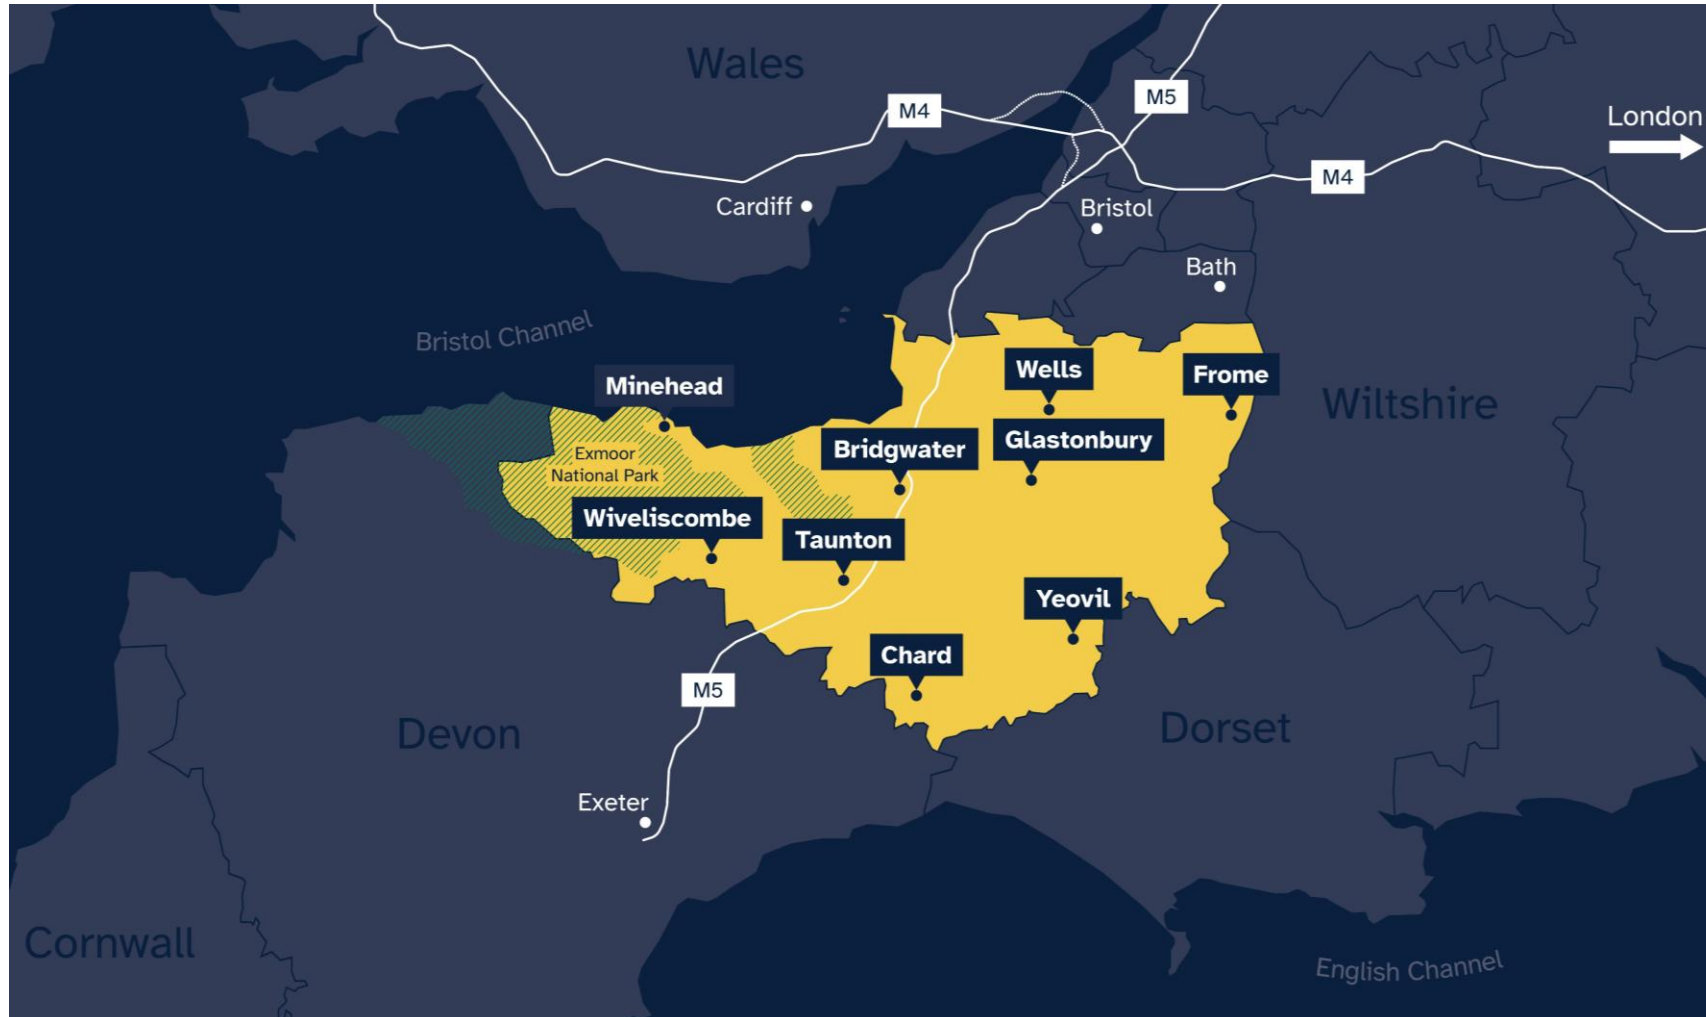 Wales
M5
M4
London
M4
Cardiff
Bristol
Bath
Bristol Channel
Minehead
Wells
Frome
Wiltshire
Glastonbury
Bridgwater
Exmoor
National Park
Wiveliscombe
Taunton
Yeovil
Chard
M5
Devon
Dorset
Exeter
Cornwall
English Channel